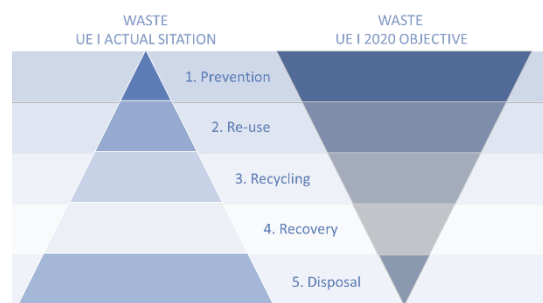 WASTE
UE I ACTUAL SITATION
WASTE
UE I 2020 OBJECTIVE
1. Prevention
2. Re-use
3. Recycling
4. Recovery
5. Disposal